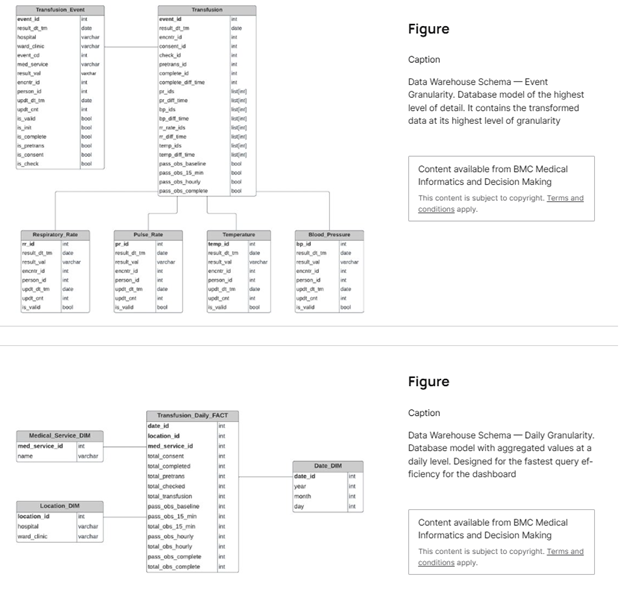 Transfusion_Event
event_id int
result_dt_tm date
hospital varchar
ward_clinic varchar
event_cd int
med_service varchar
result_val varchar
encntr_id int
person_id int
updt_dt_tm date
updt_cnt int
is_valid bool
is_init bool
is_complete bool
is_pretrans bool
is_consent bool
is_check bool
Transfusion
event_id int
result_dt_tm date
encntr_id int
consent_id int
check_id int
pretrans_id int
complete_id int
complete_diff_time int
pr_ids list[int]
pr_diff_time list[int]
bp_ids list[int]
bp_diff_time list[int]
rr_rate_ids list[int]
rr_diff_time list[int]
temp_ids list[int]
temp_diff_time list[int]
pass_obs_baseline bool
pass_obs_15_min bool
pass_obs_hourly bool
pass_obs_complete bool
Respiratory_Rate
rr_id int
result_dt_tm date
result_val varchar
encntr_id int
person_id int
updt_dt_tm date
updt_cnt int
is_valid bool
Pulse_Rate
pr_id int
result_dt_tm date
result_val varchar
encntr_id int
person_id int
updt_dt_tm date
updt_cnt int
is_valid bool
Temperature
temp_id int
result_dt_tm date
result_val varchar
encntr_id int
person_id int
updt_dt_tm date
updt_cnt int
is_valid bool
Blood_Pressure
bp_id int
result_dt_tm date
result_val varchar
encntr_id int
person_id int
updt_dt_tm date
updt_cnt int
is_valid bool
Figure
Caption
Data Warehouse Schema — Event
Granularity. Database model of the highest
level of detail. It contains the transformed
data at its highest level of granularity
Content available from BMC Medical
Informatics and Decision Making
This content is subject to copyright. Terms and
conditions apply.
Medical_Service_DIM
med_service_id int
name varchar
Location_DIM
location_id int
hospital varchar
ward_clinic varchar
Transfusion_Daily_FACT
date_id int
location_id int
med_service_id int
total_consent int
total_completed int
total_pretrans int
total_checked int
total_transfusion int
pass_obs_baseline int
pass_obs_15_min int
total_obs_15_min int
pass_obs_hourly int
total_obs_hourly int
pass_obs_complete int
total_obs_complete int
Date_DIM
date_id int
year int
month int
day int
Figure
Caption
Data Warehouse Schema — Daily Granularity.
Database model with aggregated values at a
daily level. Designed for the fastest query ef-
ficiency for the dashboard
Content available from BMC Medical
Informatics and Decision Making
This content is subject to copyright. Terms and
conditions apply.